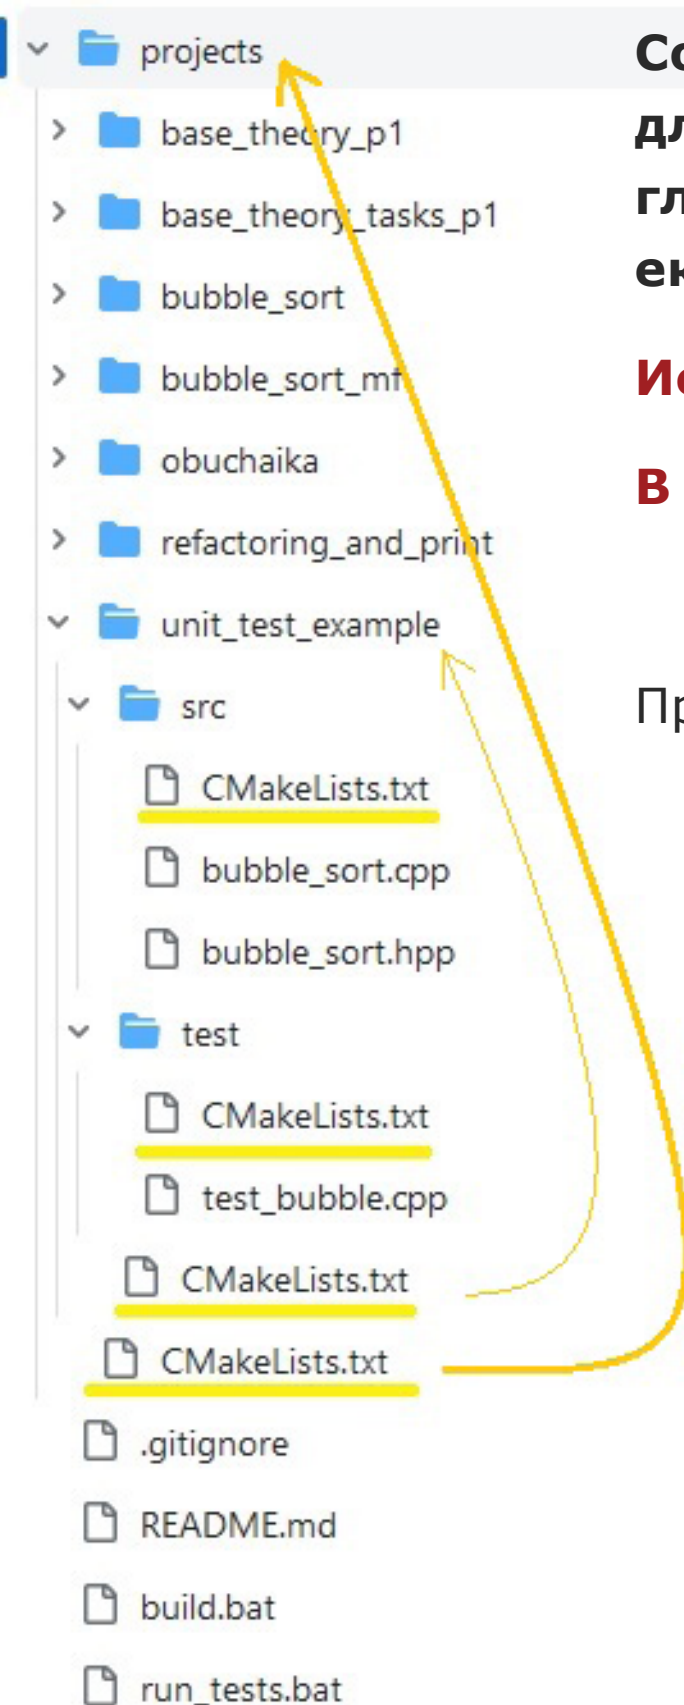 projects
base_theory_p1
base_theory_tasks_p1
bubble_sort
bubble_sort_mf
obuchaika
refactoring_and_print
unit_test_example
src
CMakeLists.txt
bubble_sort.cpp
bubble_sort.hpp
test
CMakeLists.txt
test_bubble.cpp
CMakeLists.txt
CMakeLists.txt
.gitignore
README.md
build.bat
run_tests.bat
В